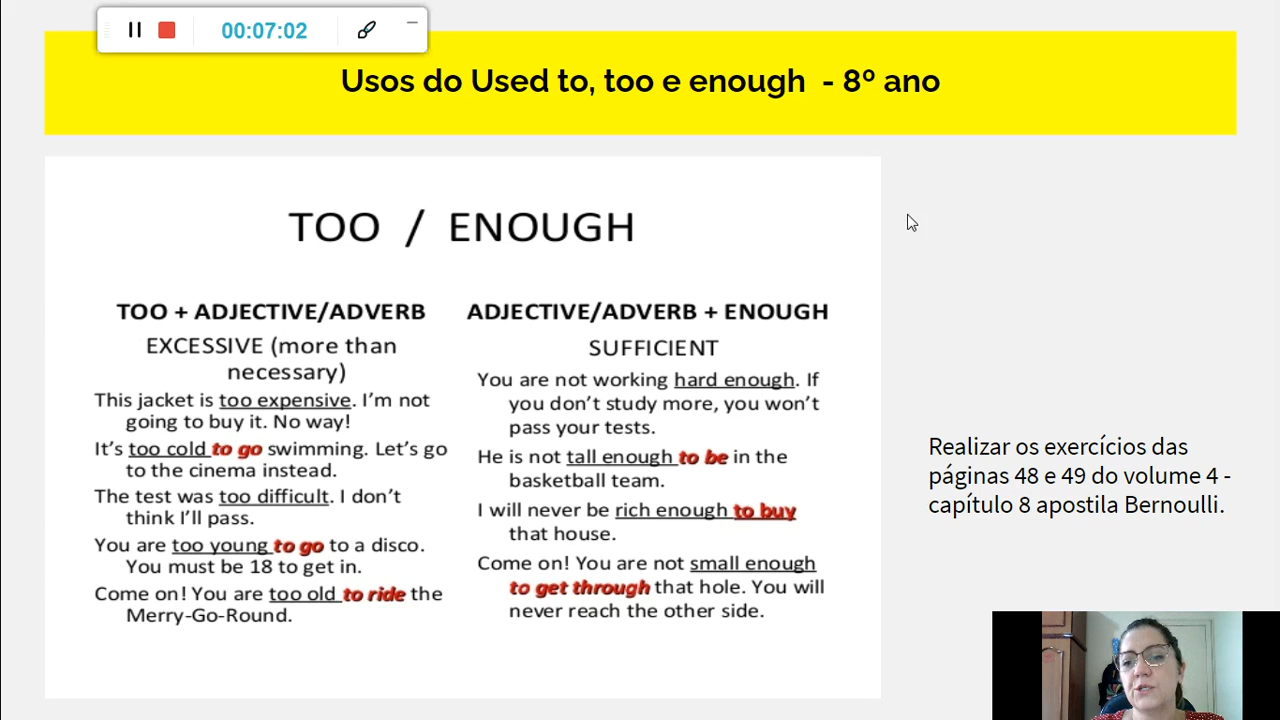 00:07:02
Usos do Used to, too e enough - 8º ano
TOO / ENOUGH
TOO + ADJECTIVE/ADVERB
EXCESSIVE (more than
necessary)
This jacket is too expensive. I'm not
going to buy it. No way!
It's too cold to go swimming. Let's go
to the cinema instead.
The test was too difficult. I don't
think I'll pass.
You are too young to go to a disco.
You must be 18 to get in.
Come on! You are too old to ride the
Merry-Go-Round.
ADJECTIVE/ADVERB + ENOUGH
SUFFICIENT
You are not working hard enough. If
you don't study more, you won't
pass your tests.
He is not tall enough to be in the
basketball team.
I will never be rich enough to buy
that house.
Come on! You are not small enough
to get through that hole. You will
never reach the other side.
Realizar os exercícios das
páginas 48 e 49 do volume 4 -
capítulo 8 apostila Bernoulli.